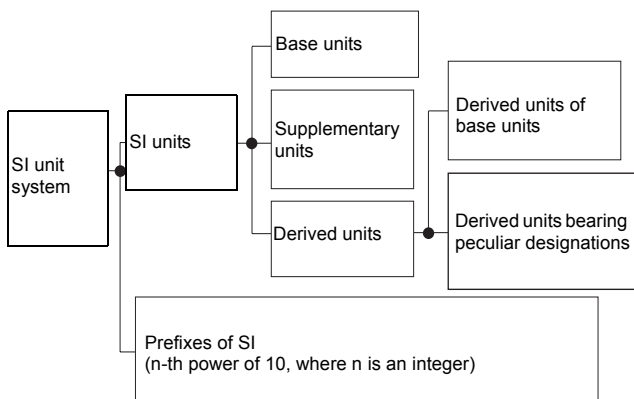 Base units
SI unit
system
SI units
Supplementary
units
Derived units
Derived units of
base units
Derived units bearing
peculiar designations
Prefixes of SI
(n-th power of 10, where n is an integer)